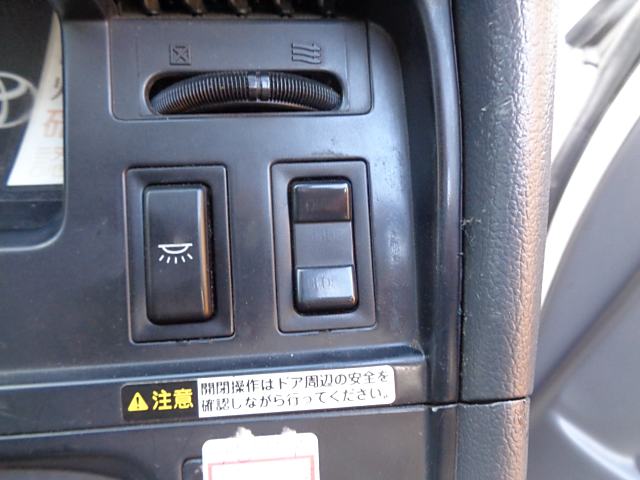 注意
開閉操作はドア周辺の安全を
確認しながら行ってください。